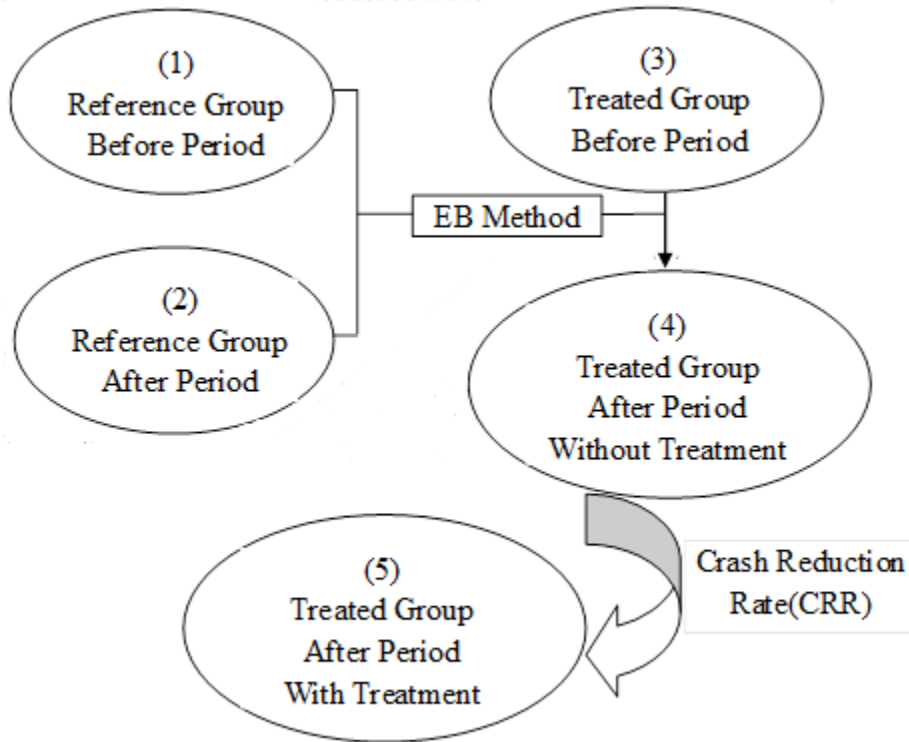 (1)
Reference Group
Before Period
(3)
Treated Group
Before Period
EB Method
(2)
Reference Group
After Period
(4)
Treated Group
After Period
Without Treatment
Crash Reduction
Rate(CRR)
(5)
Treated Group
After Period
With Treatment